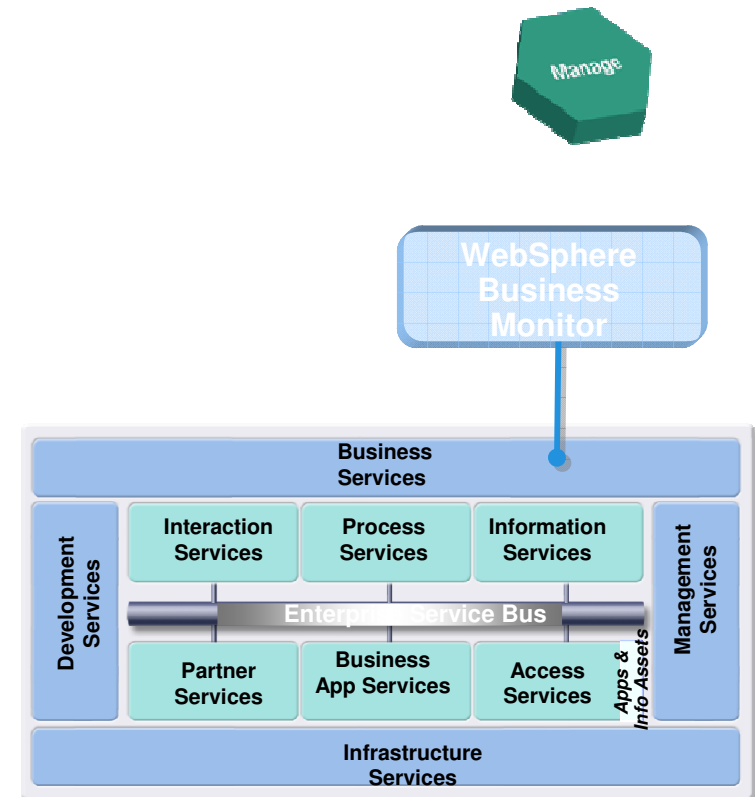 Manage
WebSphere
Business
Monitor
Business
Services
Development
Services
Interaction
Services
Process
Services
Information
Services
Management
Services
Enterprise Service Bus
Partner
Services
Business
App Services
Access
Services
Apps &
Info Assets
Infrastructure
Services